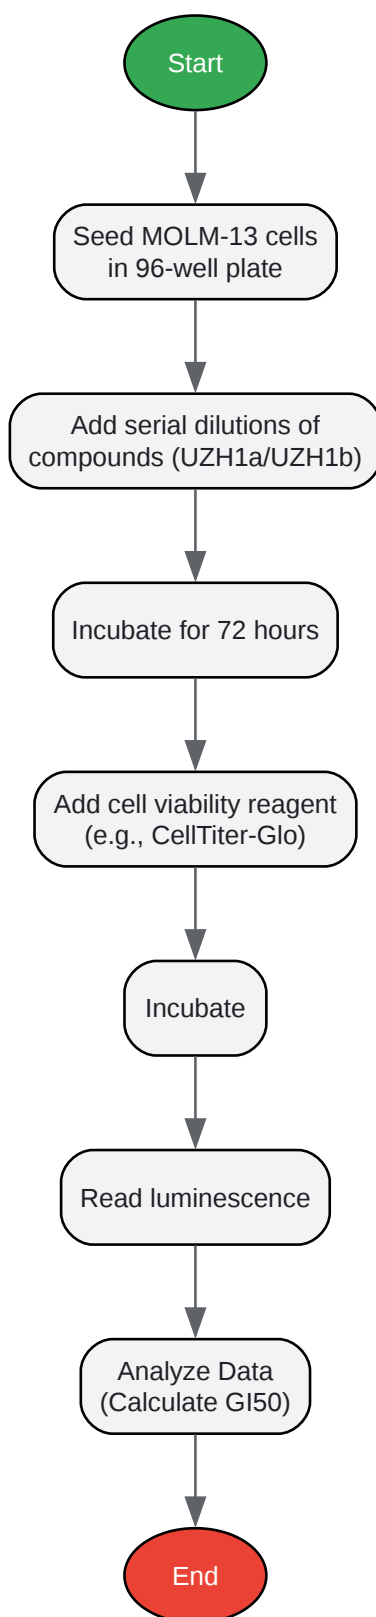 Start
Seed MOLM-13 cells
in 96-well plate
Add serial dilutions of
compounds (UZH1a/UZH1b)
Incubate for 72 hours
Add cell viability reagent
(e.g., CellTiter-Glo)
Incubate
Read luminescence
Analyze Data
(Calculate GI50)
End